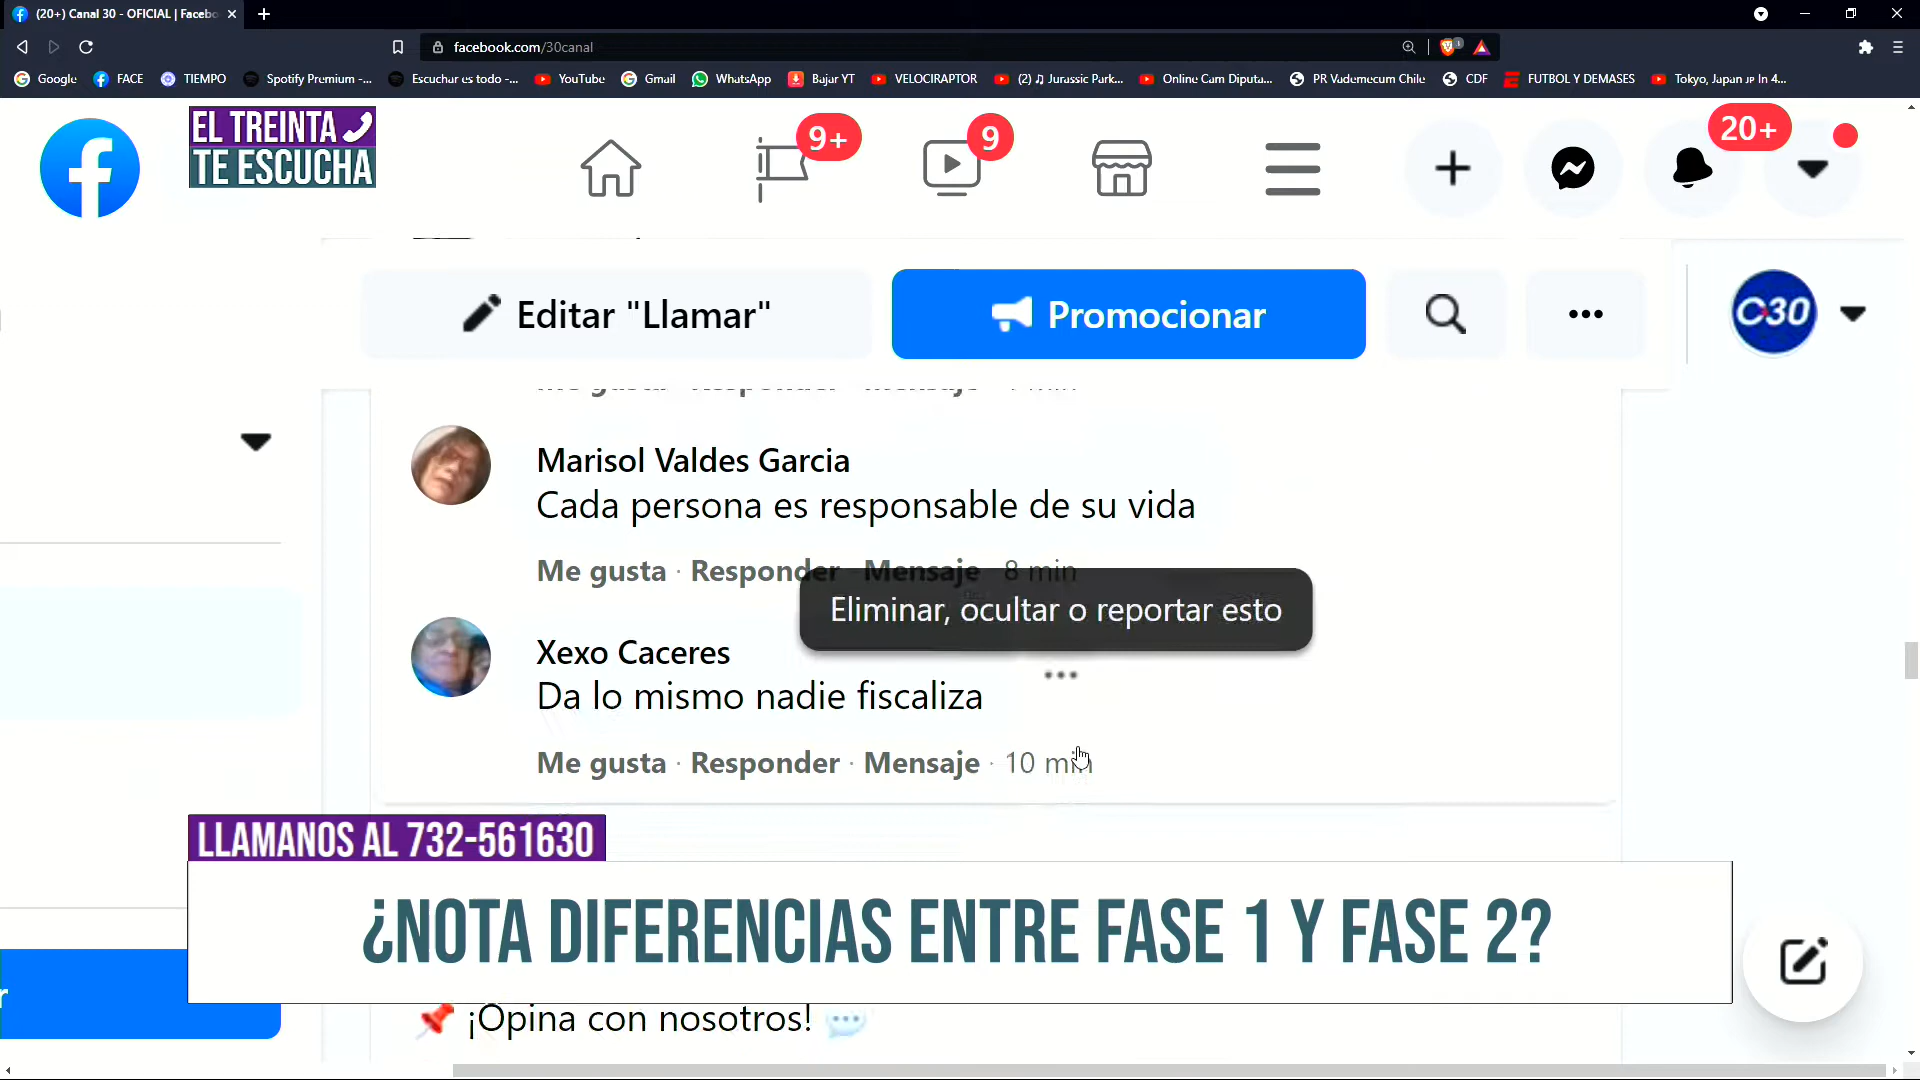 (20+) Canal 30 - OFICIAL | Facebo
facebook.com/30canal
1
Google FACE TIEMPO Spotify Premium -... Escuchar es todo -... YouTube Gmail WhatsApp Bajar YT VELOCIRAPTOR (2) ♫ Jurassic Park... Online Cam Diputa... PR Vademecum Chile CDF FUTBOL Y DEMASES Tokyo, Japan JP In 4...
EL TREINTA
TE ESCUCHA
9+
9
20+
Editar "Llamar"
Promocionar
C30
Marisol Valdes Garcia
Cada persona es responsable de su vida
Me gusta · Responder · Mensaje · 8 min
Eliminar, ocultar o reportar esto
Xexo Caceres
Da lo mismo nadie fiscaliza
Me gusta · Responder · Mensaje · 10 min
LLAMANOS AL 732-561630
¿NOTA DIFERENCIAS ENTRE FASE 1 Y FASE 2?
r
📌 ¡Opina con nosotros! 💬